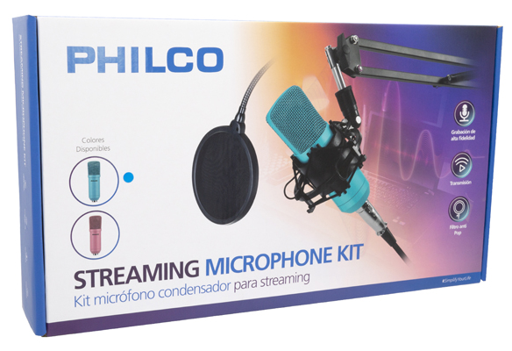 PHILCO
Colores
Disponibles
Grabación de
alta fidelidad
Transmisión
Filtro anti
Pop
STREAMING MICROPHONE KIT
Kit micrófono condensador para streaming
#SimplifyYourLife